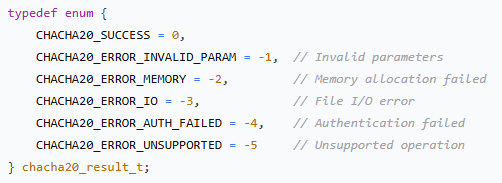 typedef enum {
    CHACHA20_SUCCESS = 0,
    CHACHA20_ERROR_INVALID_PARAM = -1,  // Invalid parameters
    CHACHA20_ERROR_MEMORY = -2,         // Memory allocation failed
    CHACHA20_ERROR_IO = -3,             // File I/O error
    CHACHA20_ERROR_AUTH_FAILED = -4,    // Authentication failed
    CHACHA20_ERROR_UNSUPPORTED = -5     // Unsupported operation
} chacha20_result_t;